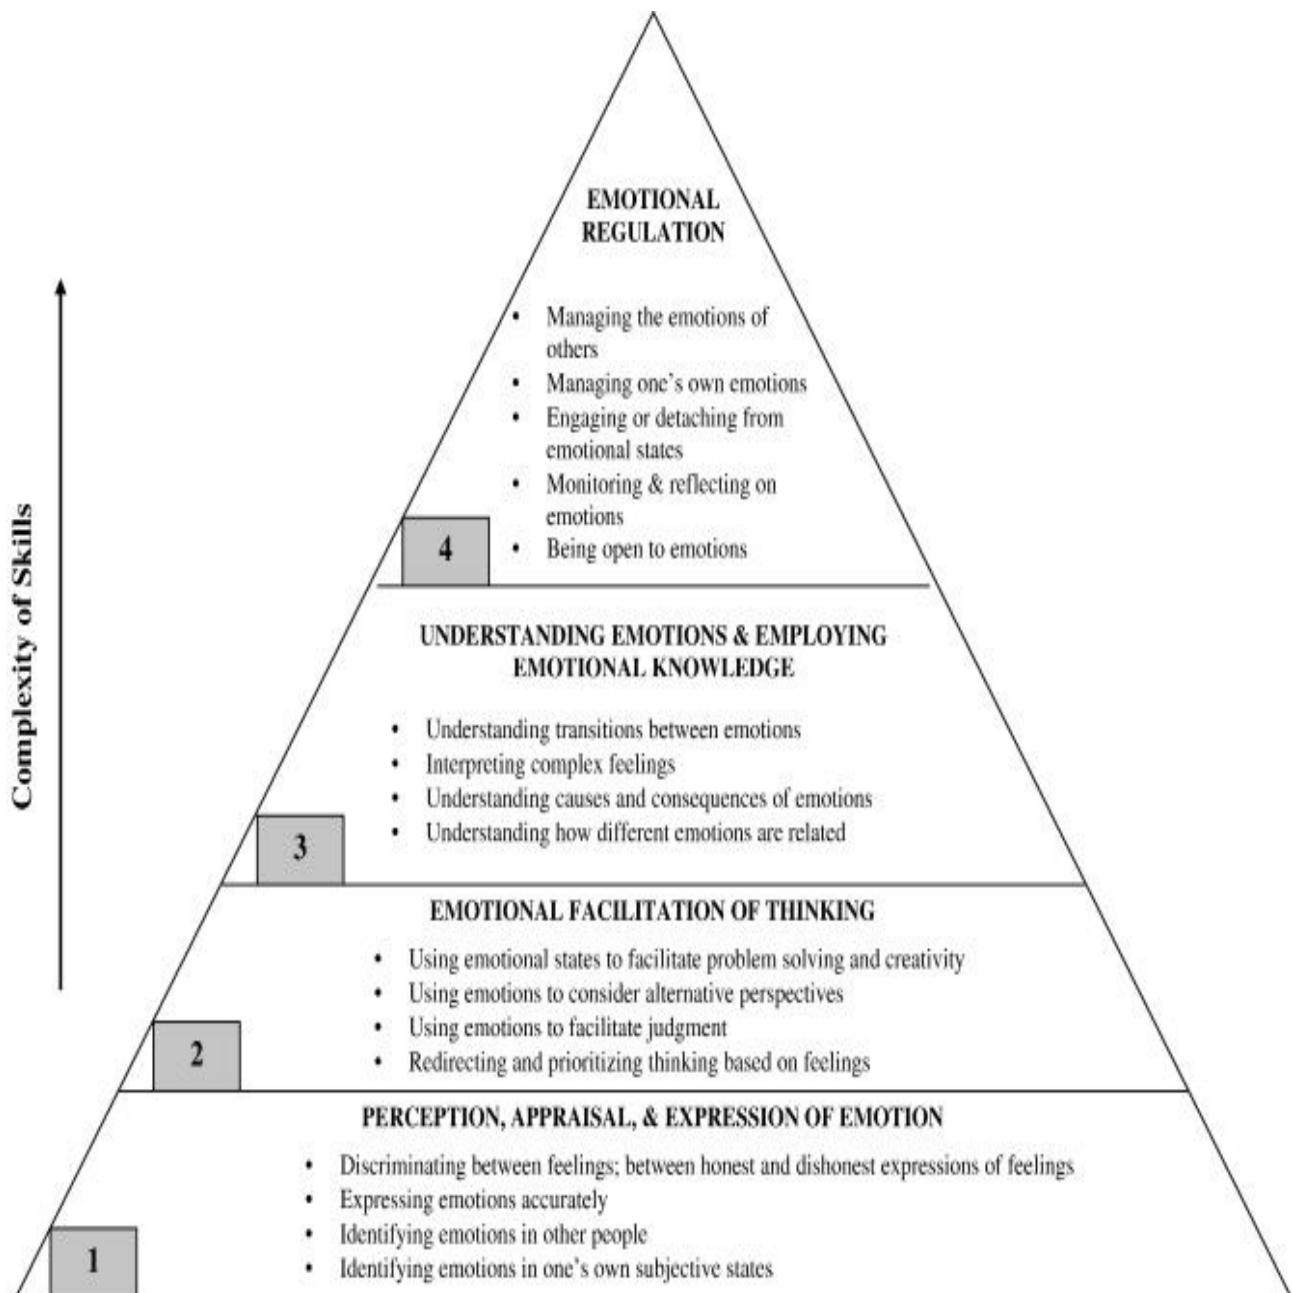 EMOTIONAL
REGULATION
• Managing the emotions of
others
• Managing one's own emotions
• Engaging or detaching from
emotional states
• Monitoring & reflecting on
emotions
• Being open to emotions
4
UNDERSTANDING EMOTIONS & EMPLOYING
EMOTIONAL KNOWLEDGE
• Understanding transitions between emotions
• Interpreting complex feelings
• Understanding causes and consequences of emotions
• Understanding how different emotions are related
3
EMOTIONAL FACILITATION OF THINKING
• Using emotional states to facilitate problem solving and creativity
• Using emotions to consider alternative perspectives
• Using emotions to facilitate judgment
• Redirecting and prioritizing thinking based on feelings
2
PERCEPTION, APPRAISAL, & EXPRESSION OF EMOTION
• Discriminating between feelings; between honest and dishonest expressions of feelings
• Expressing emotions accurately
• Identifying emotions in other people
• Identifying emotions in one's own subjective states
1
Complexity of Skills